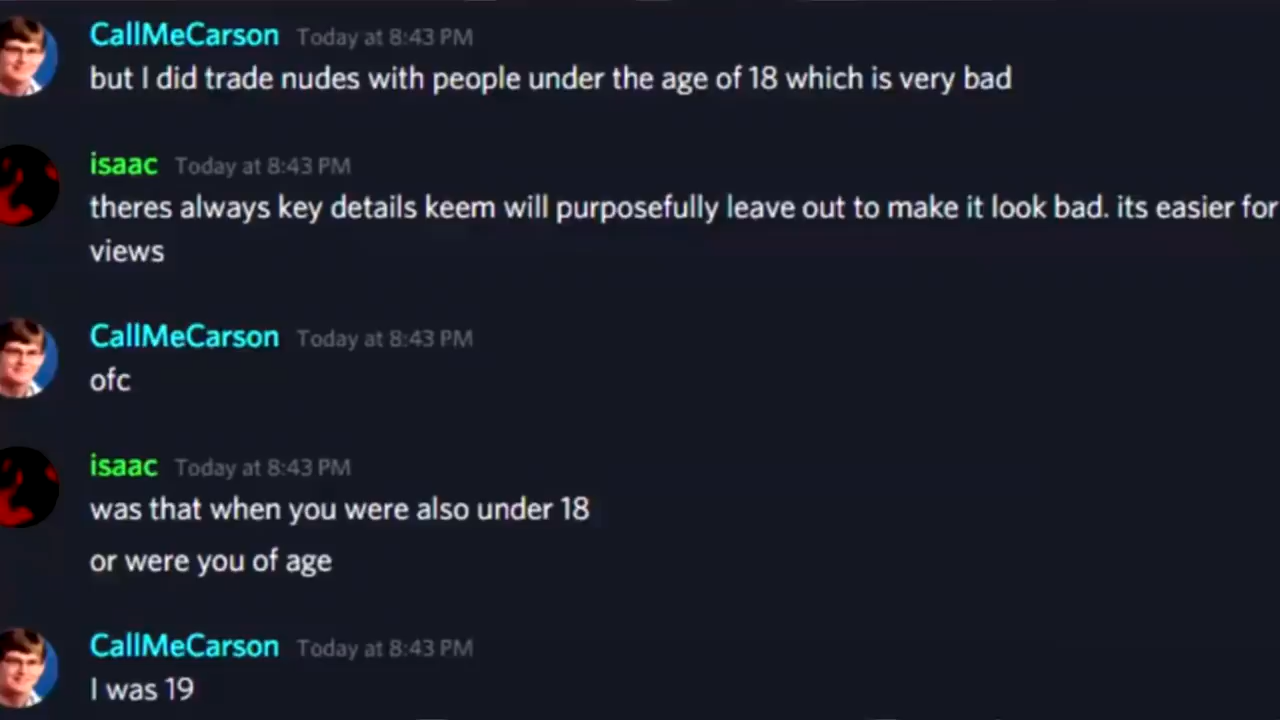 CallMeCarson Today at 8:43 PM
but I did trade nudes with people under the age of 18 which is very bad
isaac Today at 8:43 PM
theres always key details keem will purposefully leave out to make it look bad. its easier for
views
CallMeCarson Today at 8:43 PM
ofc
isaac Today at 8:43 PM
was that when you were also under 18
or were you of age
CallMeCarson Today at 8:43 PM
I was 19